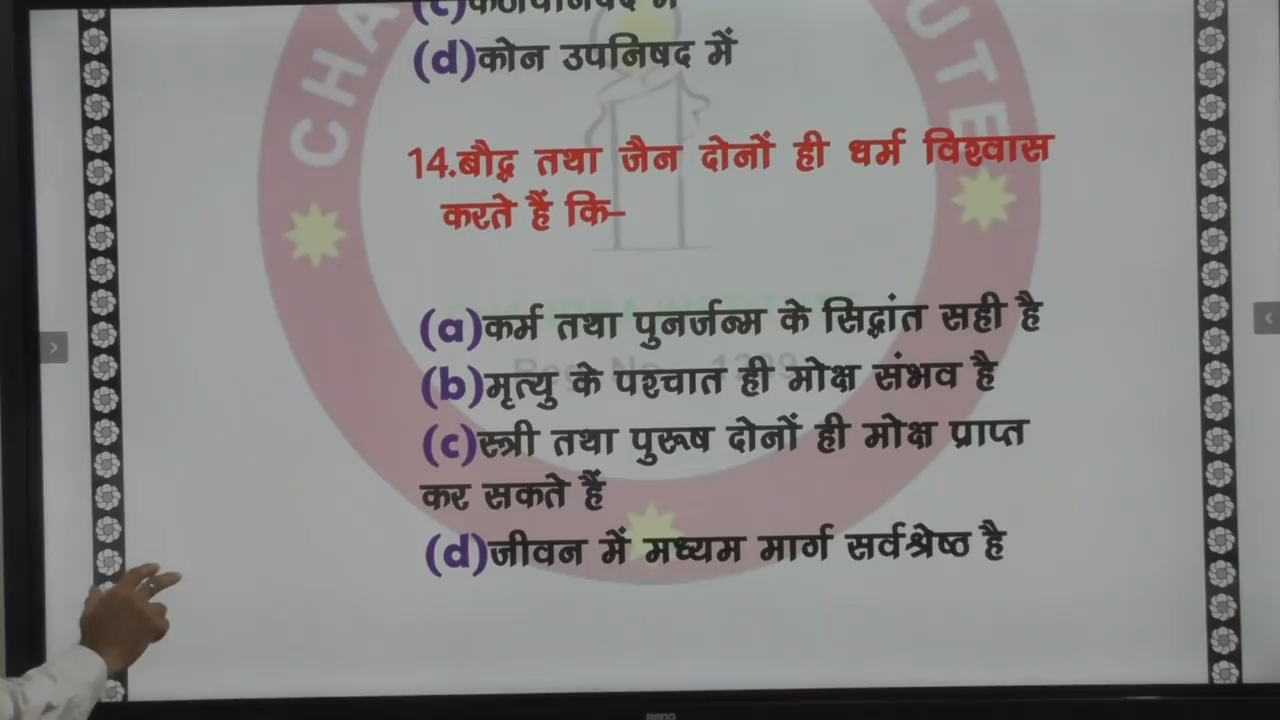 (d)कोन उपनिषद में
14.बौद्ध तथा जैन दोनों ही धर्म विश्वास
करते हैं कि-
(a)कर्म तथा पुनर्जन्म के सिद्धांत सही है
(b)मृत्यु के पश्चात ही मोक्ष संभव है
(c)स्त्री तथा पुरूष दोनों ही मोक्ष प्राप्त
कर सकते हैं
(d)जीवन में मध्यम मार्ग सर्वश्रेष्ठ है